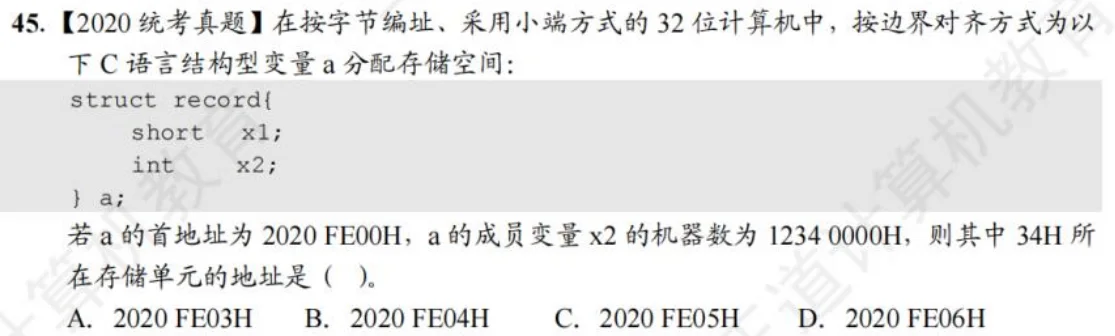 45.【2020 统考真题】在按字节编址、采用小端方式的 32 位计算机中，按边界对齐方式为以
下 C 语言结构型变量 a 分配存储空间：
struct record{
    short   x1;
    int     x2;
} a;
若 a 的首地址为 2020 FE00H，a 的成员变量 x2 的机器数为 1234 0000H，则其中 34H 所
在存储单元的地址是（  ）。
A. 2020 FE03H    B. 2020 FE04H    C. 2020 FE05H    D. 2020 FE06H